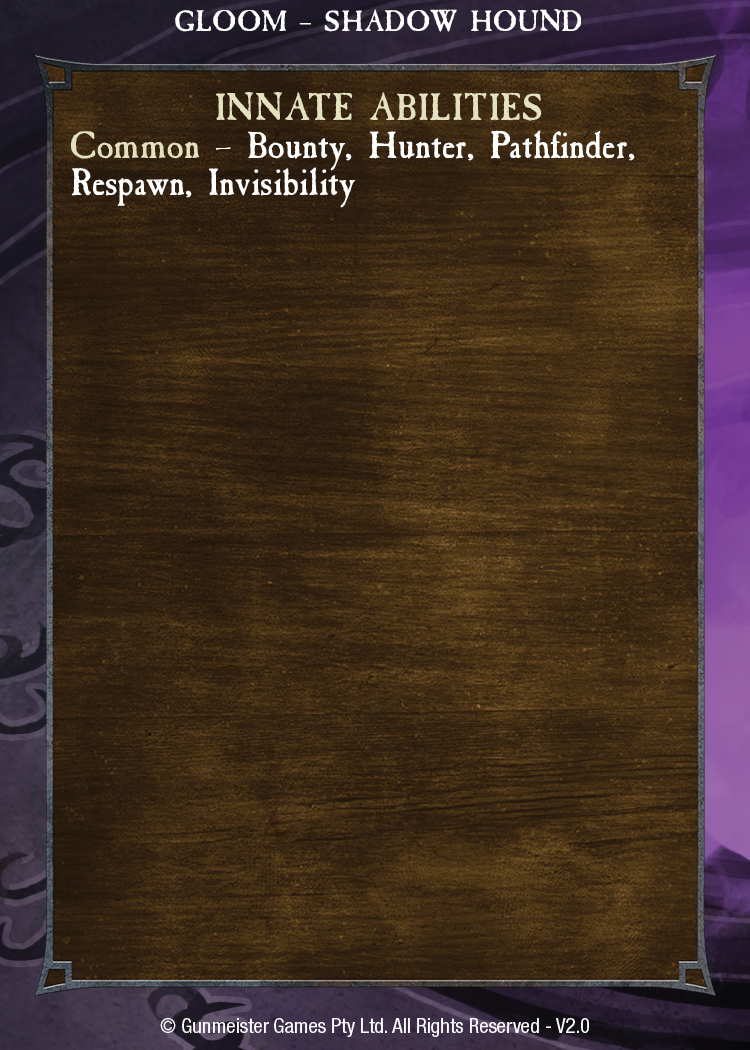 GLOOM – SHADOW HOUND
INNATE ABILITIES
Common – Bounty, Hunter, Pathfinder,
Respawn, Invisibility
© Gunmeister Games Pty Ltd. All Rights Reserved - V2.0